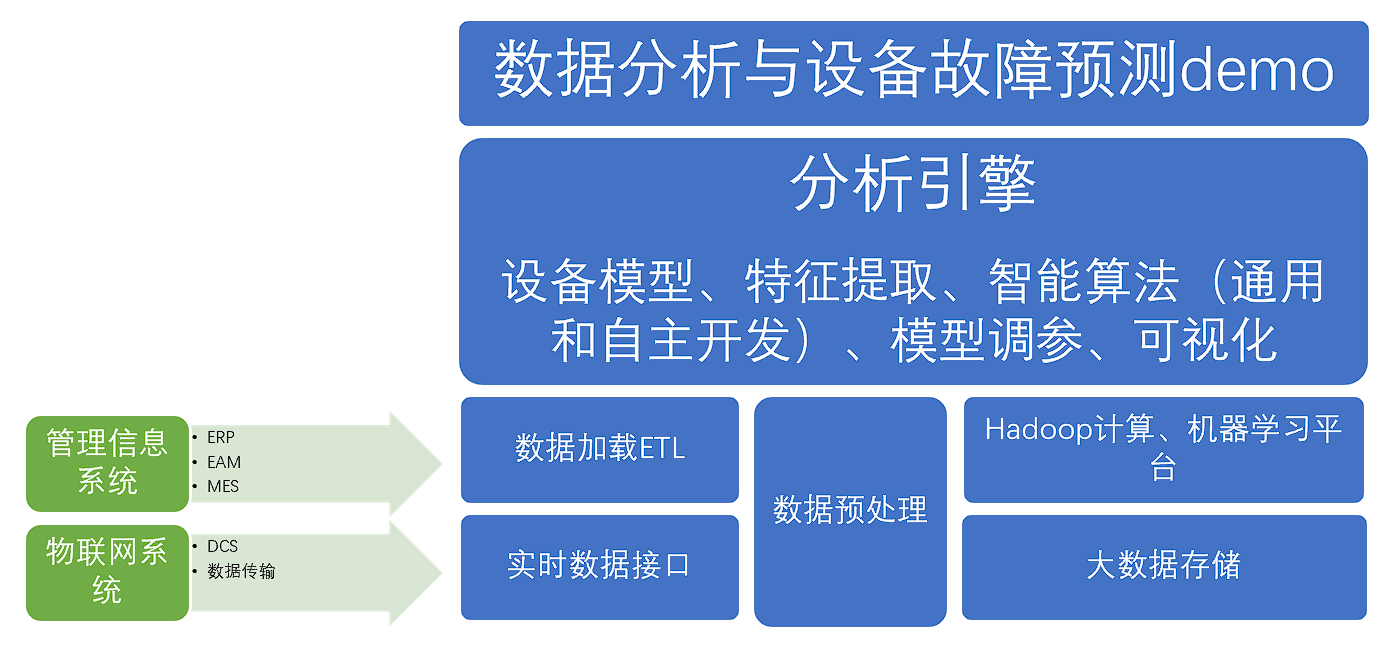 数据分析与设备故障预测demo
分析引擎
设备模型、特征提取、智能算法（通用
和自主开发）、模型调参、可视化
管理信息
系统
• ERP
• EAM
• MES
数据加载ETL
数据预处理
Hadoop计算、机器学习平
台
物联网系
统
• DCS
• 数据传输
实时数据接口
大数据存储